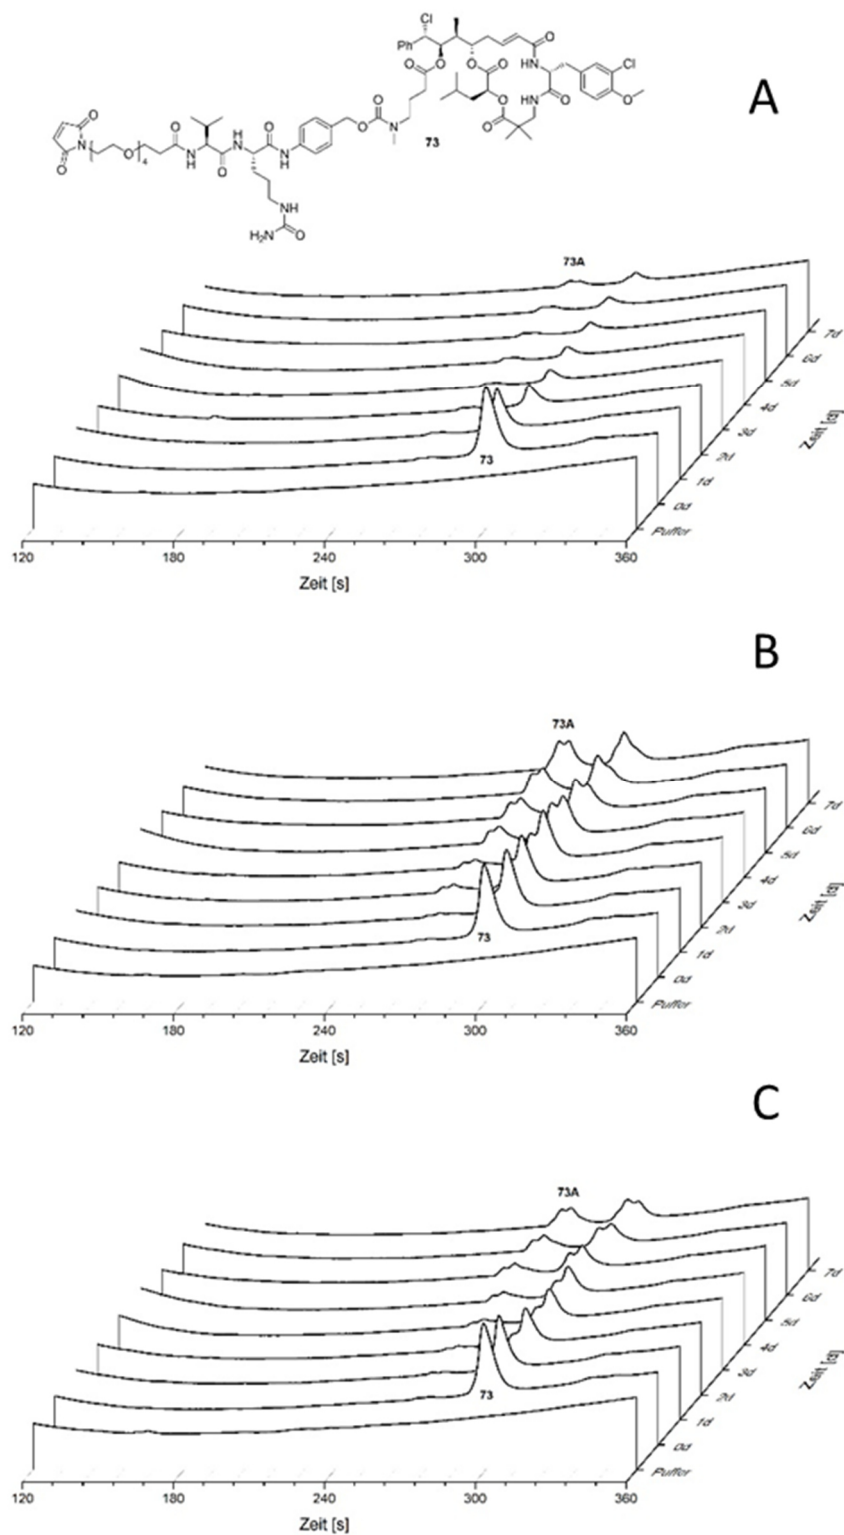 A
Cl
Ph
O
O
O
O
O
HN
Cl
O
O
O
HN
O
O
O
O
N
73
O
N
O
O
4
O
N
H
O
H
N
O
N
H
NH
H₂N
O
73A
73
7d
6d
5d
4d
3d
2d
1d
0d
Puffer
Zeit [d]
120
180
240
300
360
Zeit [s]
B
73A
73
7d
6d
5d
4d
3d
2d
1d
0d
Puffer
Zeit [d]
120
180
240
300
360
Zeit [s]
C
73A
73
7d
6d
5d
4d
3d
2d
1d
0d
Puffer
Zeit [d]
120
180
240
300
360
Zeit [s]